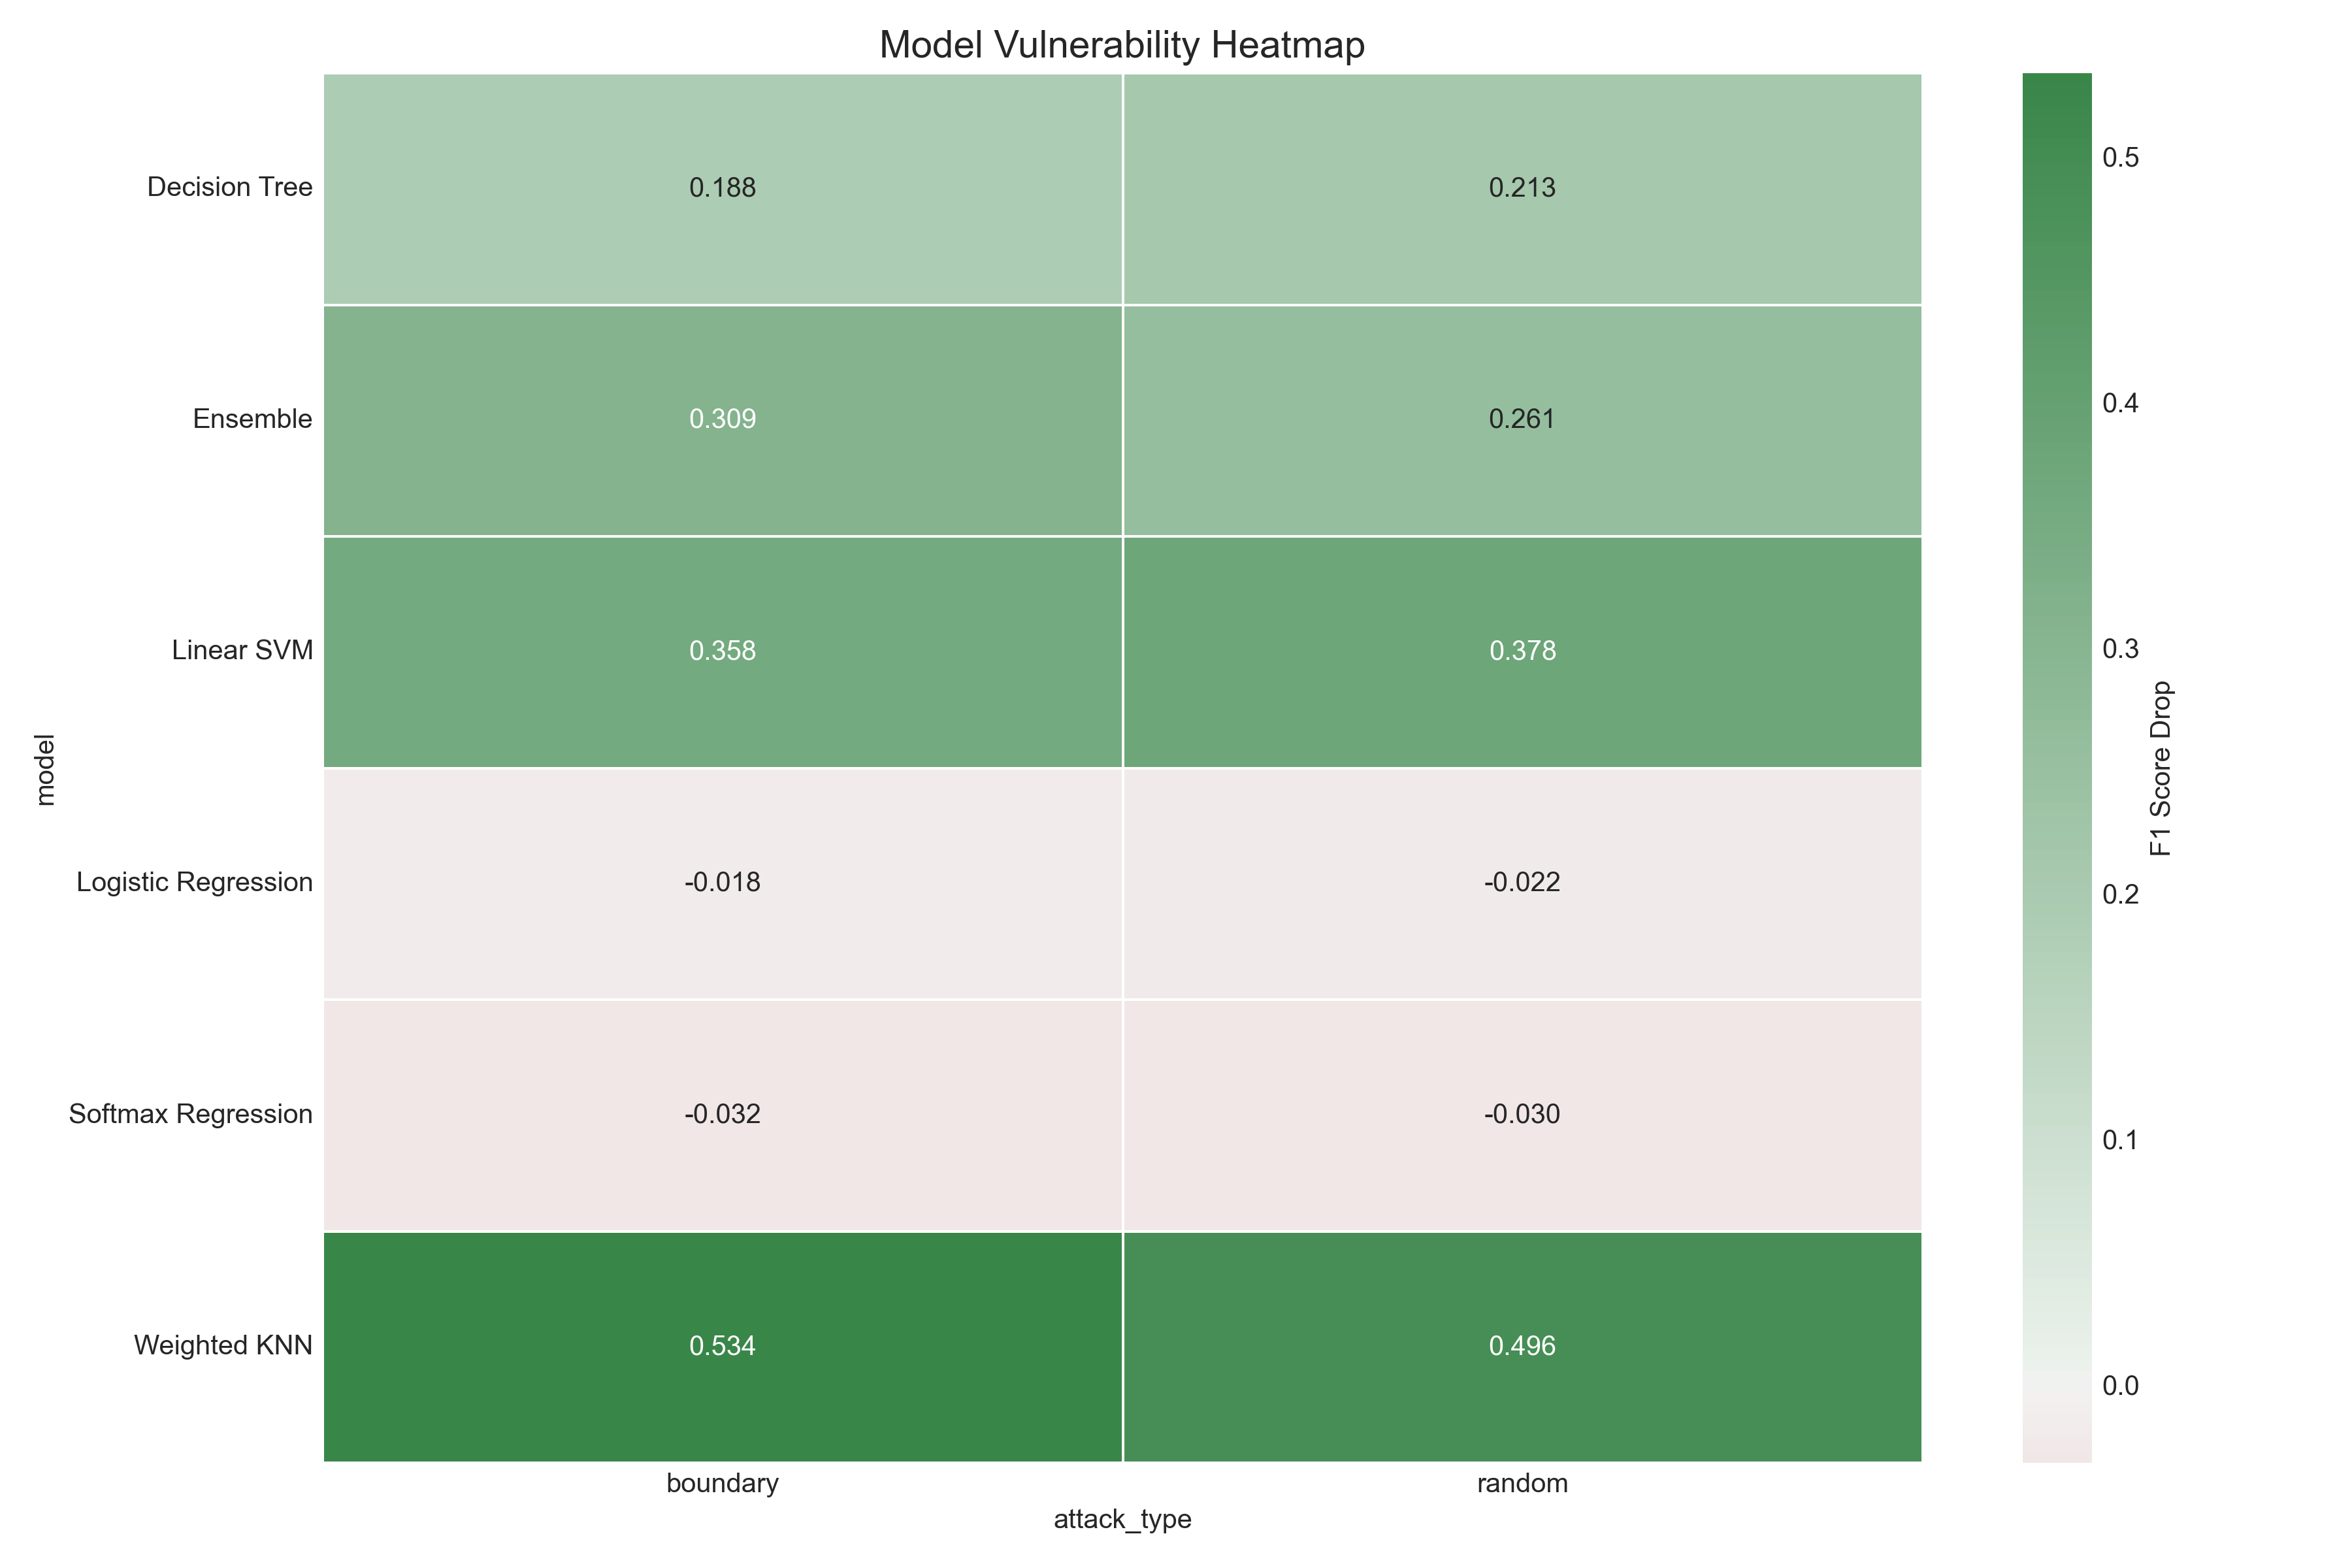 Model Vulnerability Heatmap
Decision Tree 0.188 0.213
Ensemble 0.309 0.261
Linear SVM 0.358 0.378
Logistic Regression -0.018 -0.022
Softmax Regression -0.032 -0.030
Weighted KNN 0.534 0.496
boundary random
attack_type
model
0.5
0.4
0.3
0.2
0.1
0.0
F1 Score Drop